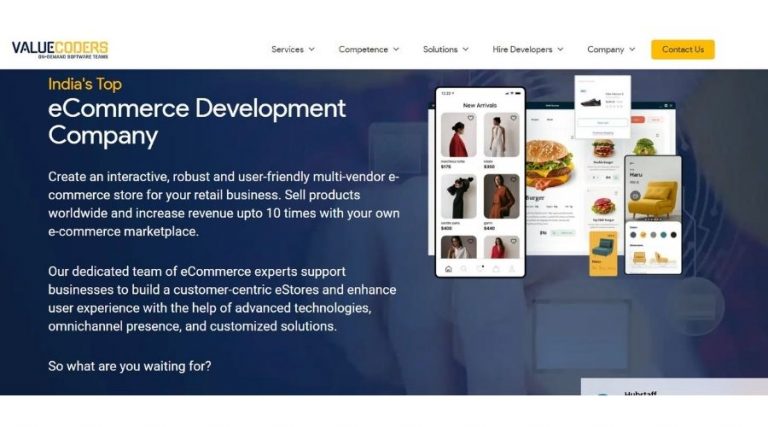 VALUECODERS
ON-DEMAND SOFTWARE TEAMS
Services
Competence
Solutions
Hire Developers
Company
Contact Us
India's Top
eCommerce Development
Company
Create an interactive, robust and user-friendly multi-vendor e-
commerce store for your retail business. Sell products
worldwide and increase revenue upto 10 times with your own
e-commerce marketplace.
Our dedicated team of eCommerce experts support
businesses to build a customer-centric eStores and enhance
user experience with the help of advanced technologies,
omnichannel presence, and customized solutions.
So what are you waiting for?
New Arrivals
$175
$350
$400
$440
Burger
$16
Haru
Hubstaff